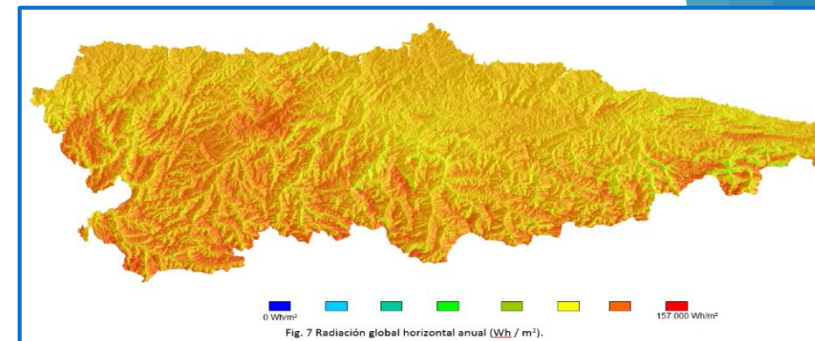 0 Wh/m²
157 000 Wh/m²
Fig. 7 Radiación global horizontal anual (Wh / m²).